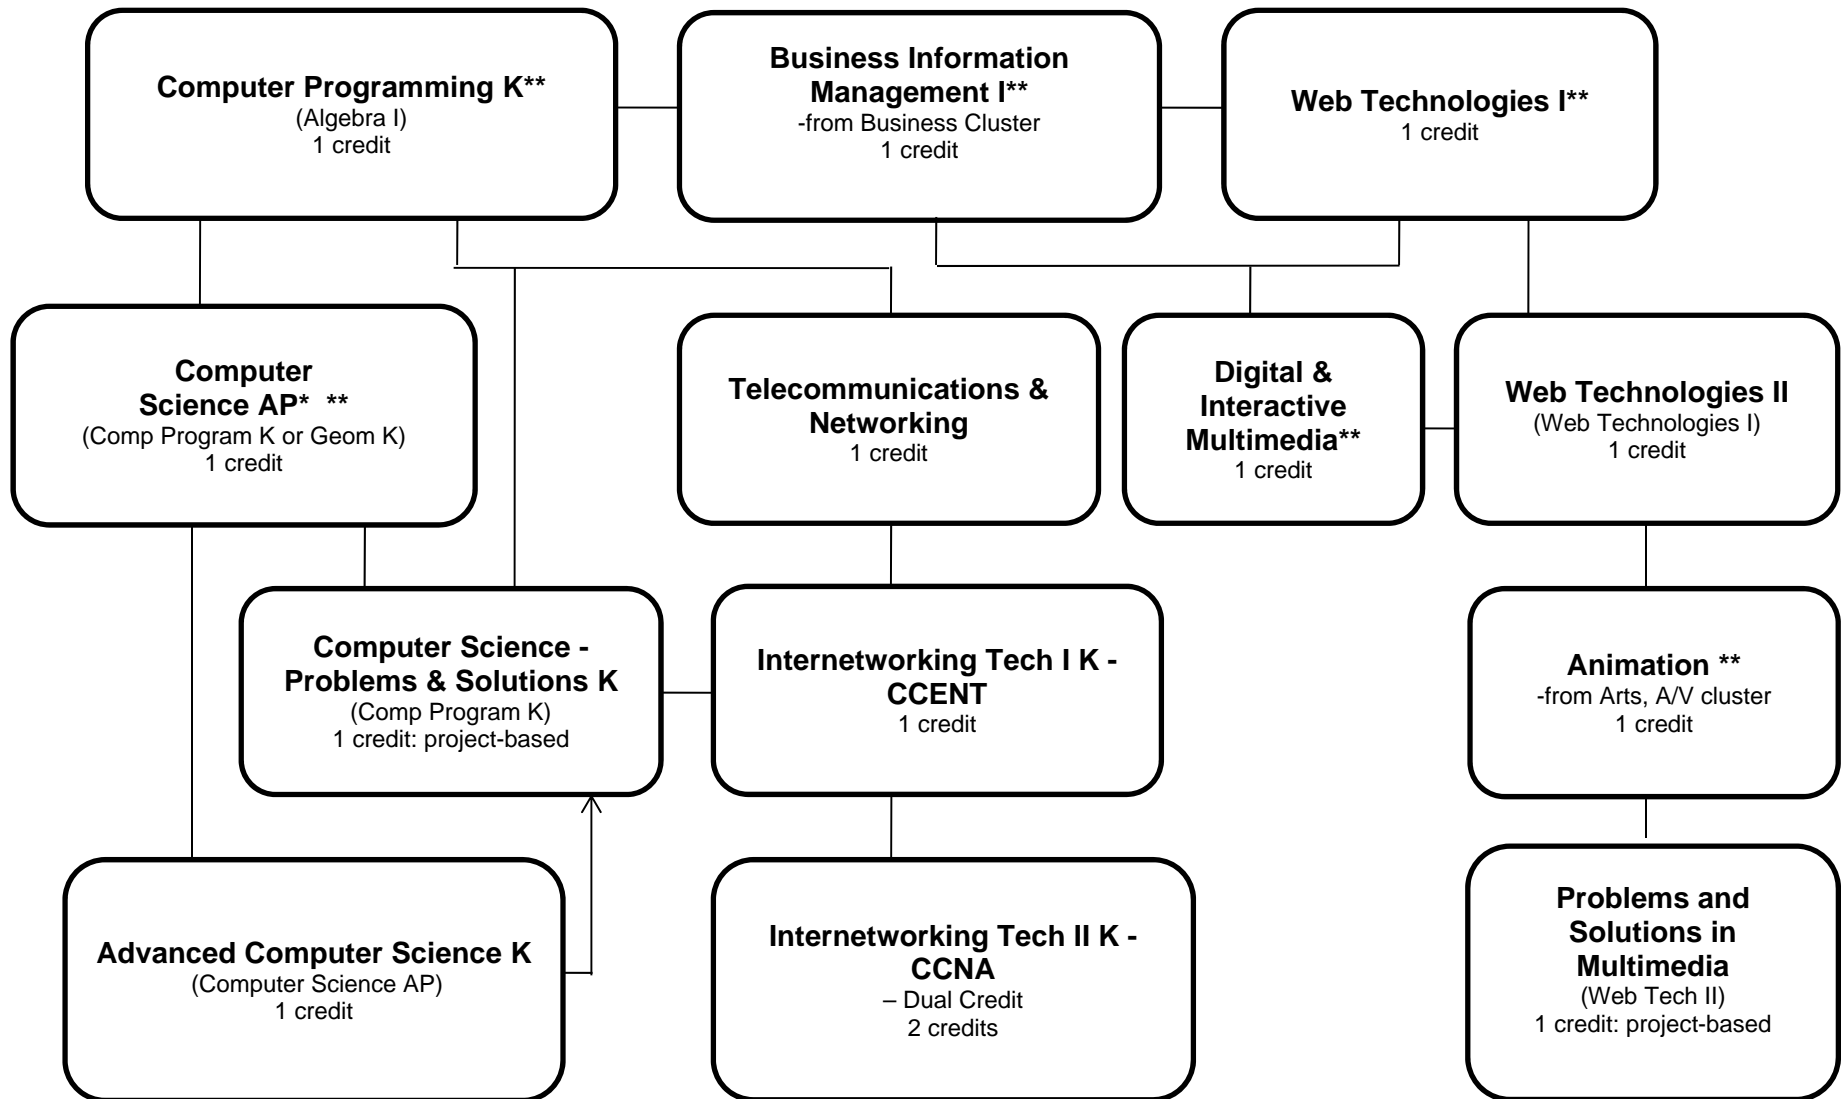 Computer Programming K**
(Algebra I)
1 credit
Business Information
Management I**
-from Business Cluster
1 credit
Web Technologies I**
1 credit
Computer
Science AP* **
(Comp Program K or Geom K)
1 credit
Telecommunications &
Networking
1 credit
Digital &
Interactive
Multimedia**
1 credit
Web Technologies II
(Web Technologies I)
1 credit
Computer Science -
Problems & Solutions K
(Comp Program K)
1 credit: project-based
Internetworking Tech I K -
CCENT
1 credit
Animation **
-from Arts, A/V cluster
1 credit
Advanced Computer Science K
(Computer Science AP)
1 credit
Internetworking Tech II K -
CCNA
– Dual Credit
2 credits
Problems and
Solutions in
Multimedia
(Web Tech II)
1 credit: project-based